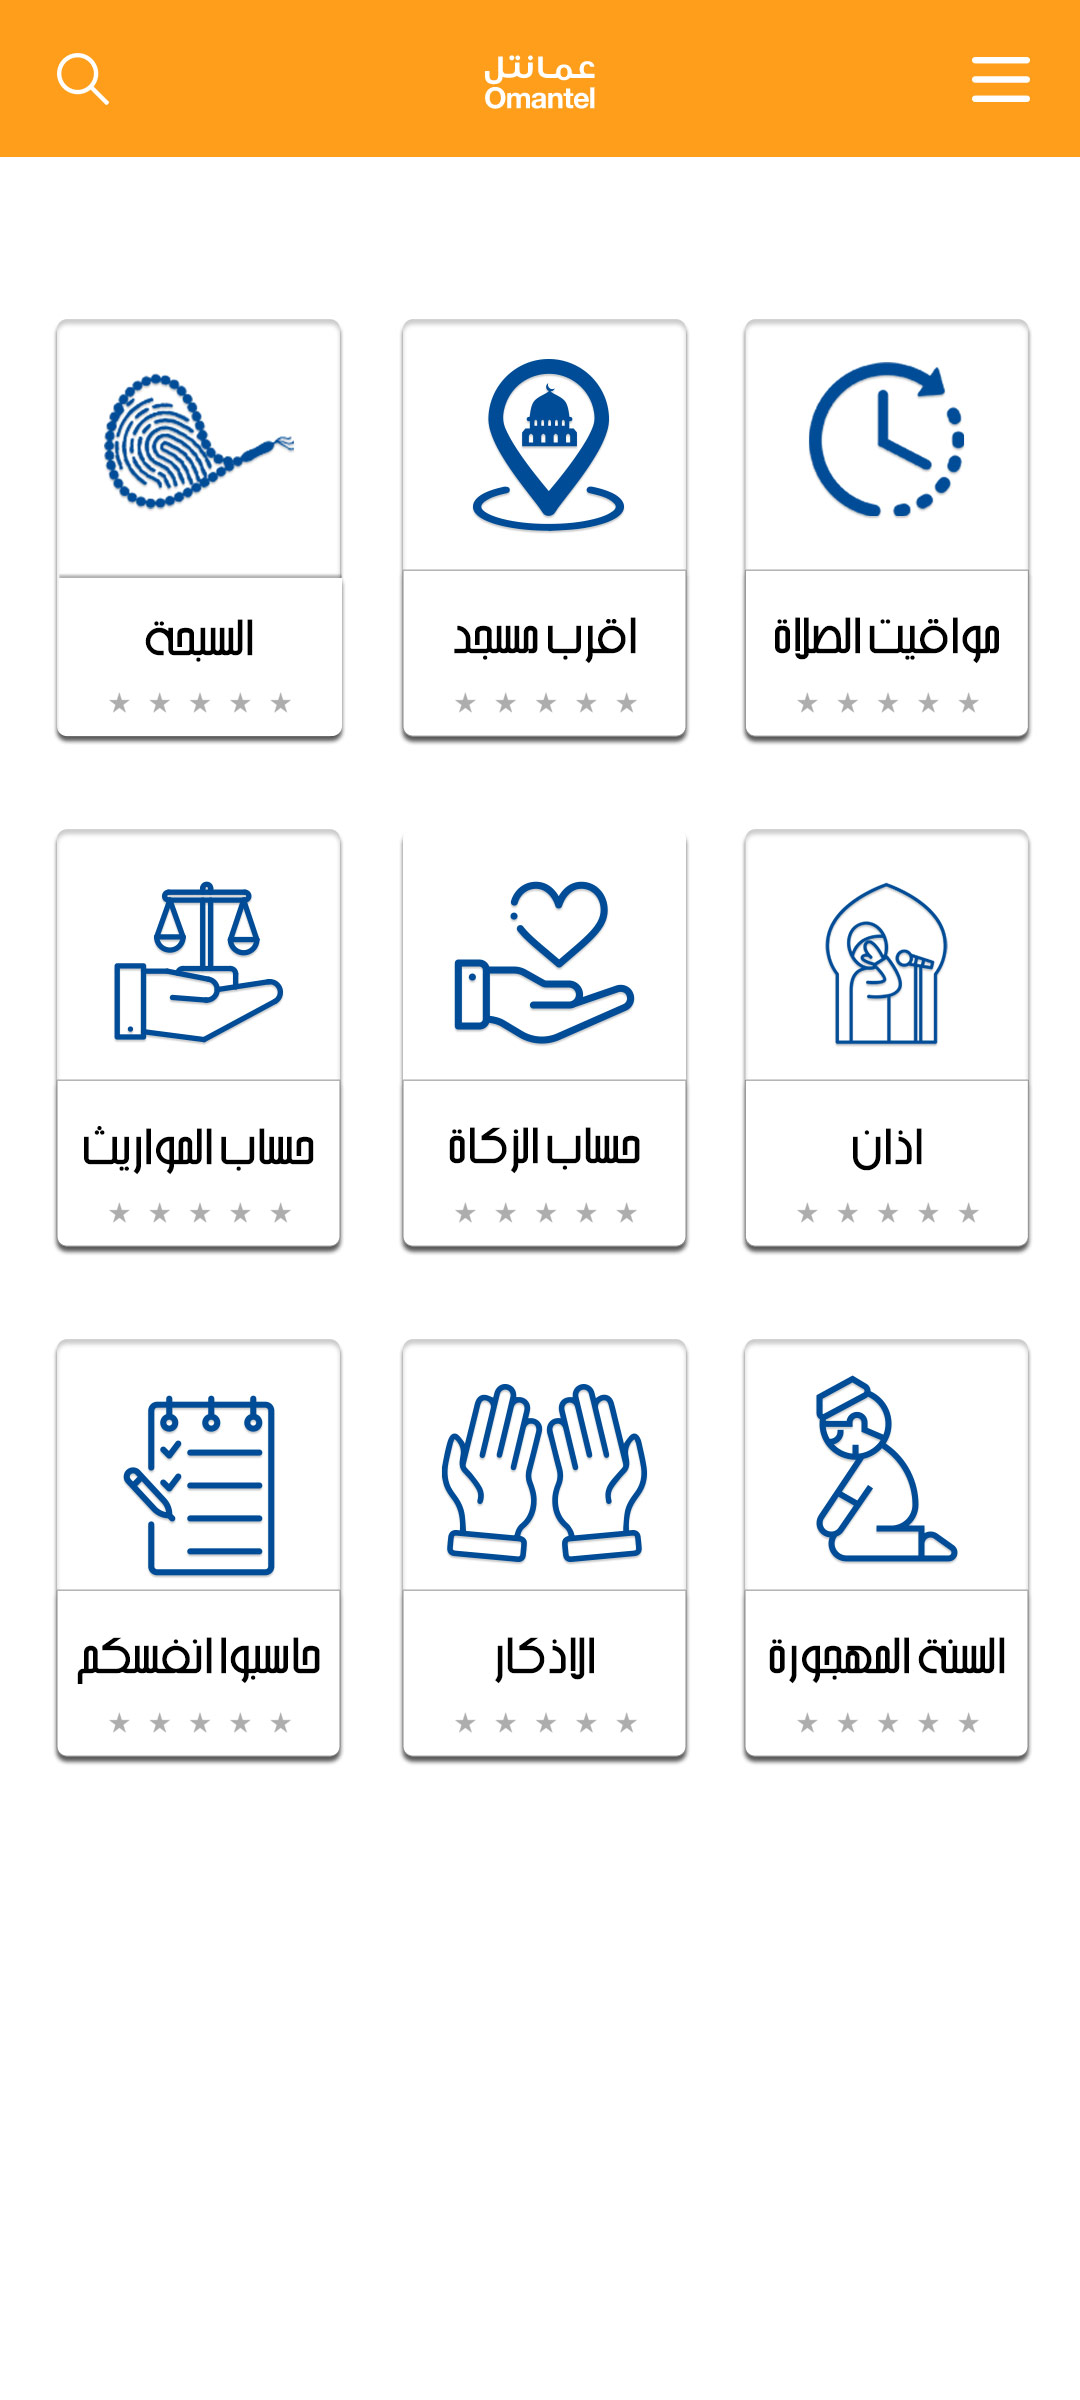 عمانتل
Omantel
مواقيت الصلاة
اقرب مسجد
السبحة
اذان
حساب الزكاة
حساب المواريث
السنة المهجورة
الاذكار
حاسبوا انفسكم